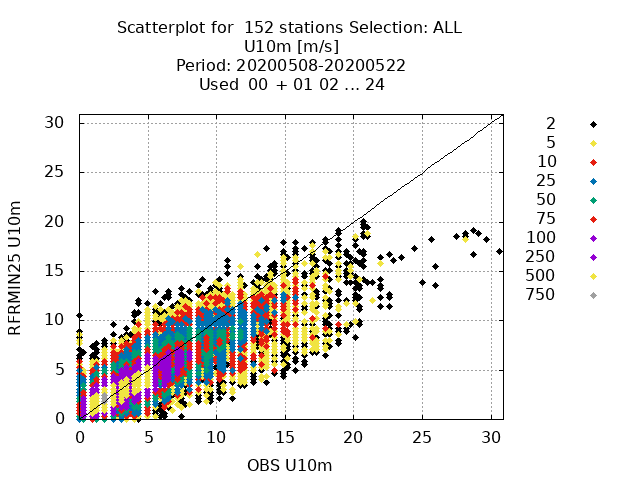 Scatterplot for 152 stations Selection: ALL
U10m [m/s]
Period: 20200508-20200522
Used 00 + 01 02 ... 24
RFRMIN25 U10m
30
25
20
15
10
5
0
0 5 10 15 20 25 30
OBS U10m
2
5
10
25
50
75
100
250
500
750